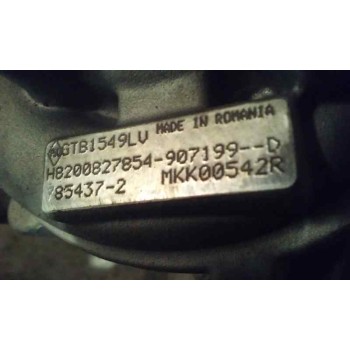 GTB1549LV MADE IN ROMANIA
H8200827854-907199--D
785437-2 MKK00542R